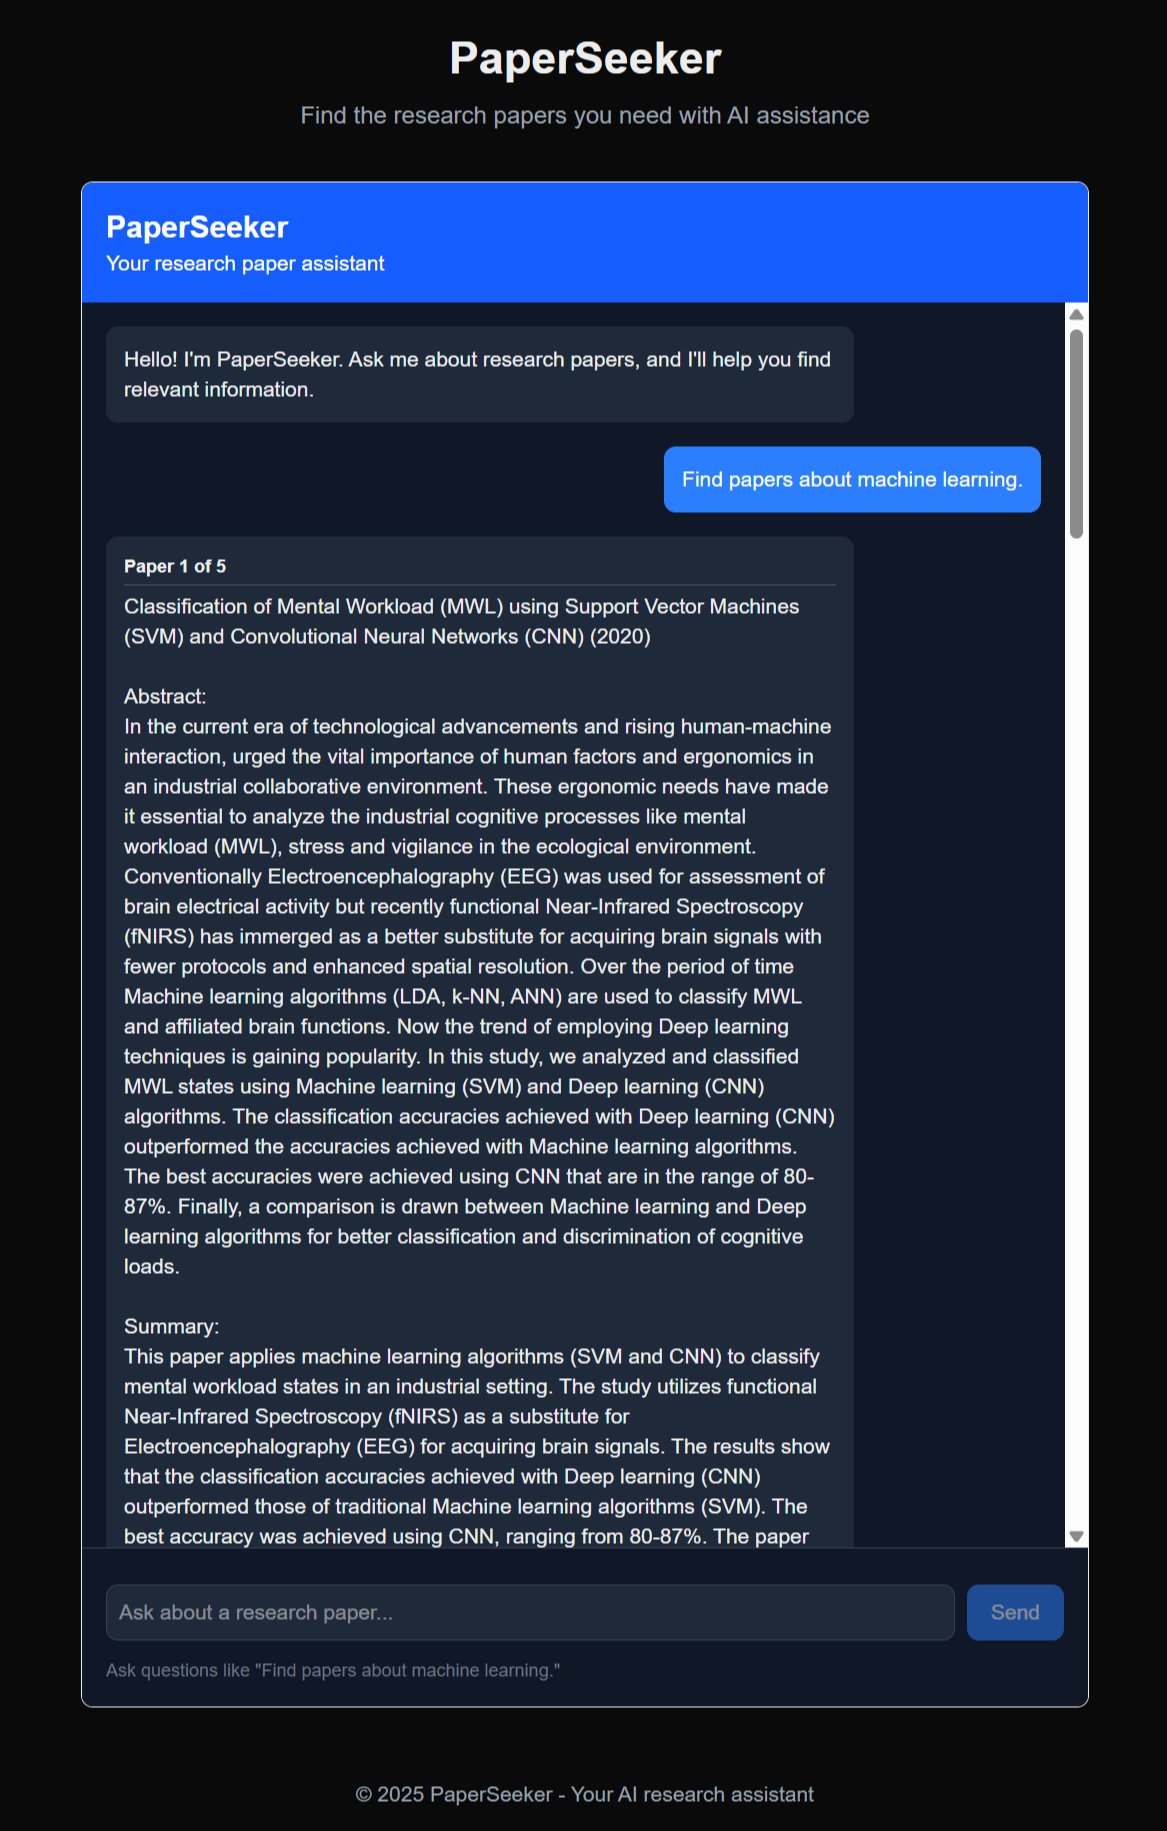 PaperSeeker
Find the research papers you need with AI assistance
PaperSeeker
Your research paper assistant
Hello! I'm PaperSeeker. Ask me about research papers, and I'll help you find
relevant information.
Find papers about machine learning.
Paper 1 of 5
Classification of Mental Workload (MWL) using Support Vector Machines
(SVM) and Convolutional Neural Networks (CNN) (2020)
Abstract:
In the current era of technological advancements and rising human-machine
interaction, urged the vital importance of human factors and ergonomics in
an industrial collaborative environment. These ergonomic needs have made
it essential to analyze the industrial cognitive processes like mental
workload (MWL), stress and vigilance in the ecological environment.
Conventionally Electroencephalography (EEG) was used for assessment of
brain electrical activity but recently functional Near-Infrared Spectroscopy
(fNIRS) has immerged as a better substitute for acquiring brain signals with
fewer protocols and enhanced spatial resolution. Over the period of time
Machine learning algorithms (LDA, k-NN, ANN) are used to classify MWL
and affiliated brain functions. Now the trend of employing Deep learning
techniques is gaining popularity. In this study, we analyzed and classified
MWL states using Machine learning (SVM) and Deep learning (CNN)
algorithms. The classification accuracies achieved with Deep learning (CNN)
outperformed the accuracies achieved with Machine learning algorithms.
The best accuracies were achieved using CNN that are in the range of 80-
87%. Finally, a comparison is drawn between Machine learning and Deep
learning algorithms for better classification and discrimination of cognitive
loads.
Summary:
This paper applies machine learning algorithms (SVM and CNN) to classify
mental workload states in an industrial setting. The study utilizes functional
Near-Infrared Spectroscopy (fNIRS) as a substitute for
Electroencephalography (EEG) for acquiring brain signals. The results show
that the classification accuracies achieved with Deep learning (CNN)
outperformed those of traditional Machine learning algorithms (SVM). The
best accuracy was achieved using CNN, ranging from 80-87%. The paper
Ask about a research paper...
Send
Ask questions like "Find papers about machine learning."
© 2025 PaperSeeker - Your AI research assistant